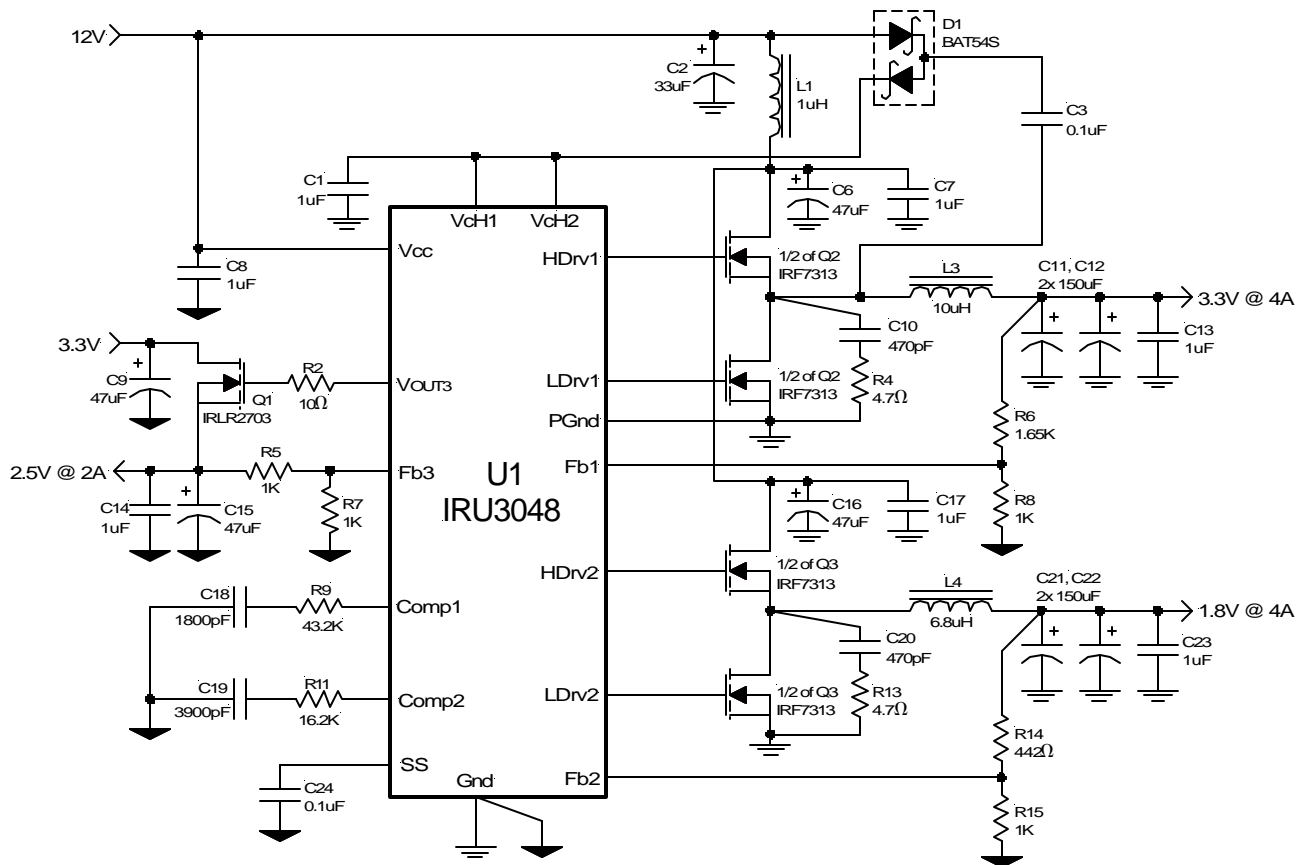 12V
D1
BAT54S
C2
33uF
L1
1uH
C3
0.1uF
C1
1uF
VcH1
VcH2
C6
47uF
C7
1uF
Vcc
C8
1uF
HDrv1
1/2 of Q2
IRF7313
L3
10uH
C11, C12
2x 150uF
3.3V @ 4A
C10
470pF
C13
1uF
3.3V
C9
47uF
Q1
IRLR2703
R2
10Ω
VOUT3
LDrv1
1/2 of Q2
IRF7313
R4
4.7Ω
PGnd
R6
1.65K
2.5V @ 2A
R5
1K
Fb3
Fb1
U1
IRU3048
C14
1uF
C15
47uF
R7
1K
C16
47uF
C17
1uF
R8
1K
HDrv2
1/2 of Q3
IRF7313
L4
6.8uH
C21, C22
2x 150uF
1.8V @ 4A
C18
1800pF
R9
43.2K
Comp1
C20
470pF
C23
1uF
C19
3900pF
R11
16.2K
Comp2
LDrv2
1/2 of Q3
IRF7313
R13
4.7Ω
R14
442Ω
SS
Gnd
Fb2
C24
0.1uF
R15
1K